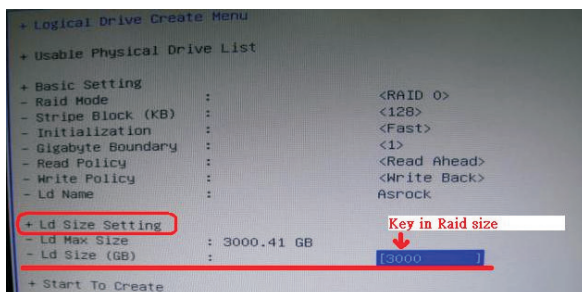 + Logical Drive Create Menu
+ Usable Physical Drive List
+ Basic Setting
- Raid Mode : <RAID 0>
- Stripe Block (KB) : <128>
- Initialization : <Fast>
- Gigabyte Boundary : <1>
- Read Policy : <Read Ahead>
- Write Policy : <Write Back>
- Ld Name : Asrock
+ Ld Size Setting
Key in Raid size
- Ld Max Size : 3000.41 GB
- Ld Size (GB) : [3000 ]
+ Start To Create